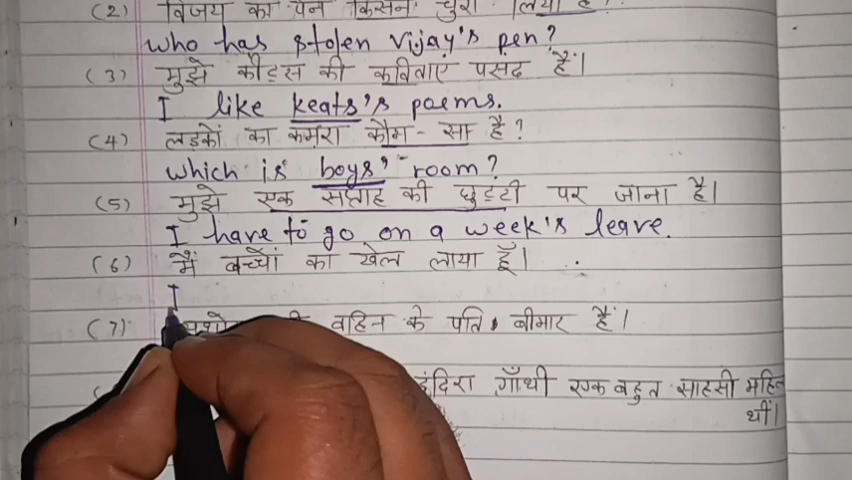 (2) विजय का पेन किसने चुरा लिया है?
who has stolen vijay's pen?
(3) मुझे कीट्स की कविताएं पसंद हैं।
I like keats's poems.
(4) लड़कों का कमरा कौन-सा है?
which is boys' room?
(5) मुझे एक सप्ताह की छुट्टी पर जाना है।
I have to go on a week's leave.
(6) मैं बच्चों का खेल लाया हूँ।
I
(7) बहिन के पति बीमार हैं।
इंदिरा गाँधी एक बहुत साहसी
थीं।